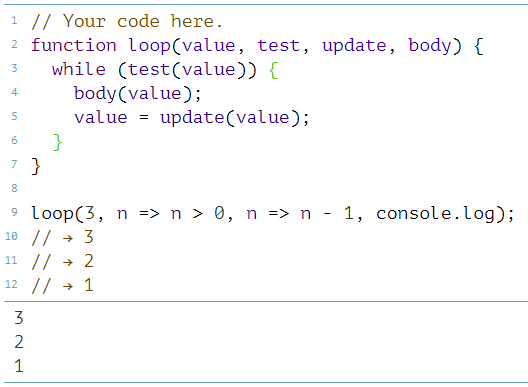 1 // Your code here.
2 function loop(value, test, update, body) {
3   while (test(value)) {
4     body(value);
5     value = update(value);
6   }
7 }
8
9 loop(3, n => n > 0, n => n - 1, console.log);
10 // → 3
11 // → 2
12 // → 1
3
2
1